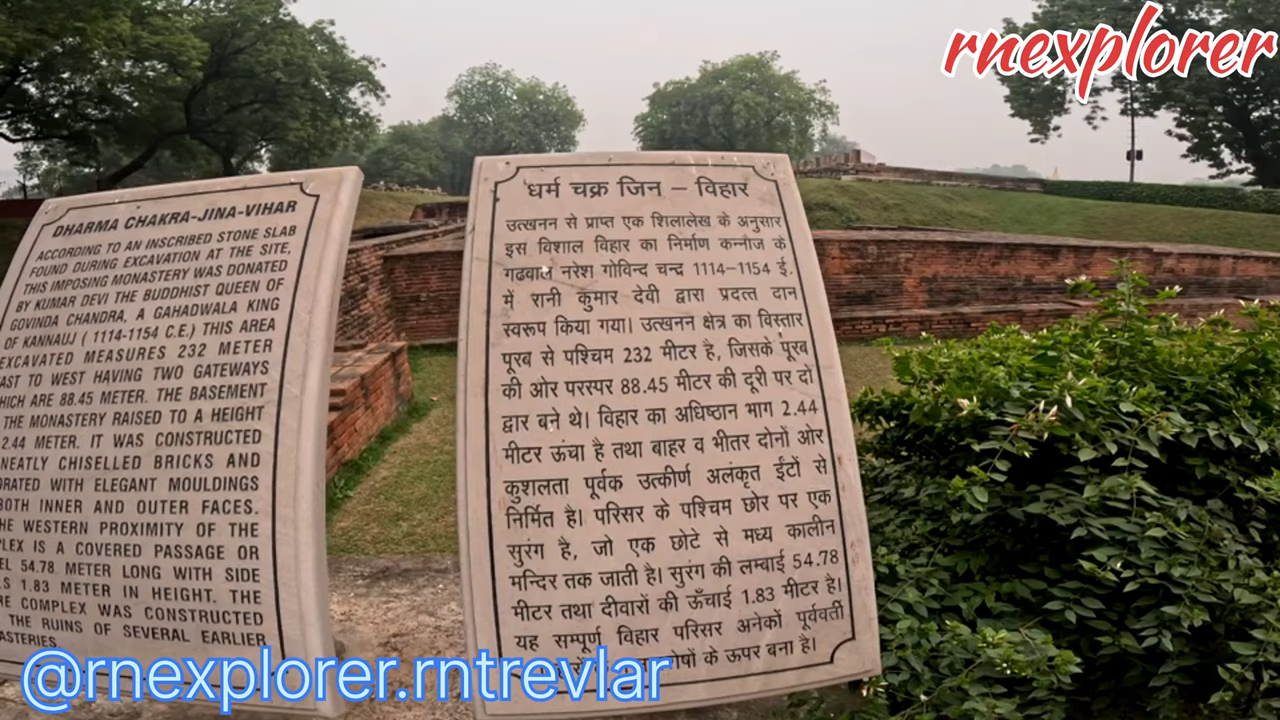 rnexplorer
DHARMA CHAKRA-JINA-VIHAR
ACCORDING TO AN INSCRIBED STONE SLAB
FOUND DURING EXCAVATION AT THE SITE,
THIS IMPOSING MONASTERY WAS DONATED
BY KUMAR DEVI THE BUDDHIST QUEEN OF
GOVINDA CHANDRA, A GAHADWALA KING
OF KANNAUJ ( 1114-1154 C.E.) THIS AREA
EXCAVATED MEASURES 232 METER
AST TO WEST HAVING TWO GATEWAYS
HICH ARE 88.45 METER. THE BASEMENT
THE MONASTERY RAISED TO A HEIGHT
2.44 METER. IT WAS CONSTRUCTED
NEATLY CHISELLED BRICKS AND
ORATED WITH ELEGANT MOULDINGS
BOTH INNER AND OUTER FACES.
HE WESTERN PROXIMITY OF THE
PLEX IS A COVERED PASSAGE OR
EL 54.78 METER LONG WITH SIDE
S 1.83 METER IN HEIGHT. THE
RE COMPLEX WAS CONSTRUCTED
THE RUINS OF SEVERAL EARLIER
ASTERIES.
धर्म चक्र जिन – विहार
उत्खनन से प्राप्त एक शिलालेख के अनुसार
इस विशाल विहार का निर्माण कन्नौज के
गढवाल नरेश गोविन्द चन्द्र 1114–1154 ई.
में रानी कुमार देवी द्वारा प्रदत्त दान
स्वरूप किया गया। उत्खनन क्षेत्र का विस्तार
पूरब से पश्चिम 232 मीटर है, जिसके पूरब
की ओर परस्पर 88.45 मीटर की दूरी पर दो
द्वार बने थे। विहार का अधिष्ठान भाग 2.44
मीटर ऊंचा है तथा बाहर व भीतर दोनों ओर
कुशलता पूर्वक उत्कीर्ण अलंकृत ईंटों से
निर्मित है। परिसर के पश्चिम छोर पर एक
सुरंग है, जो एक छोटे से मध्य कालीन
मन्दिर तक जाती है। सुरंग की लम्बाई 54.78
मीटर तथा दीवारों की ऊँचाई 1.83 मीटर है।
यह सम्पूर्ण विहार परिसर अनेकों पूर्ववर्ती
के ऊपर बना है।
@rnexplorer.rntrevlar